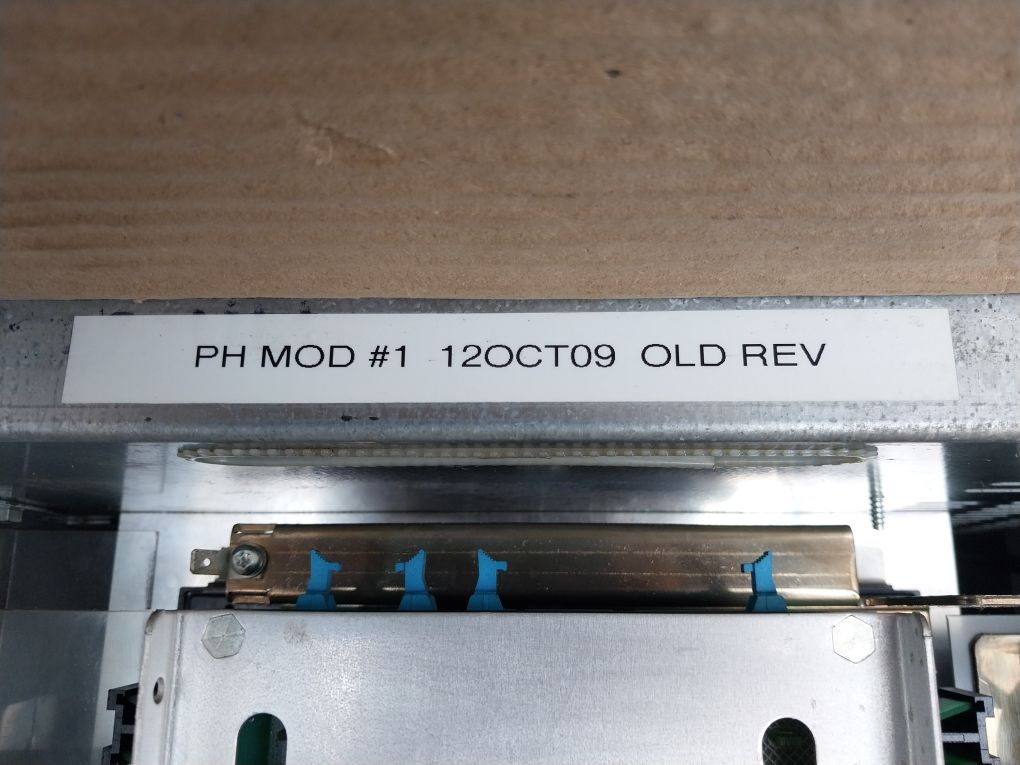 PH MOD #1 12OCT09 OLD REV